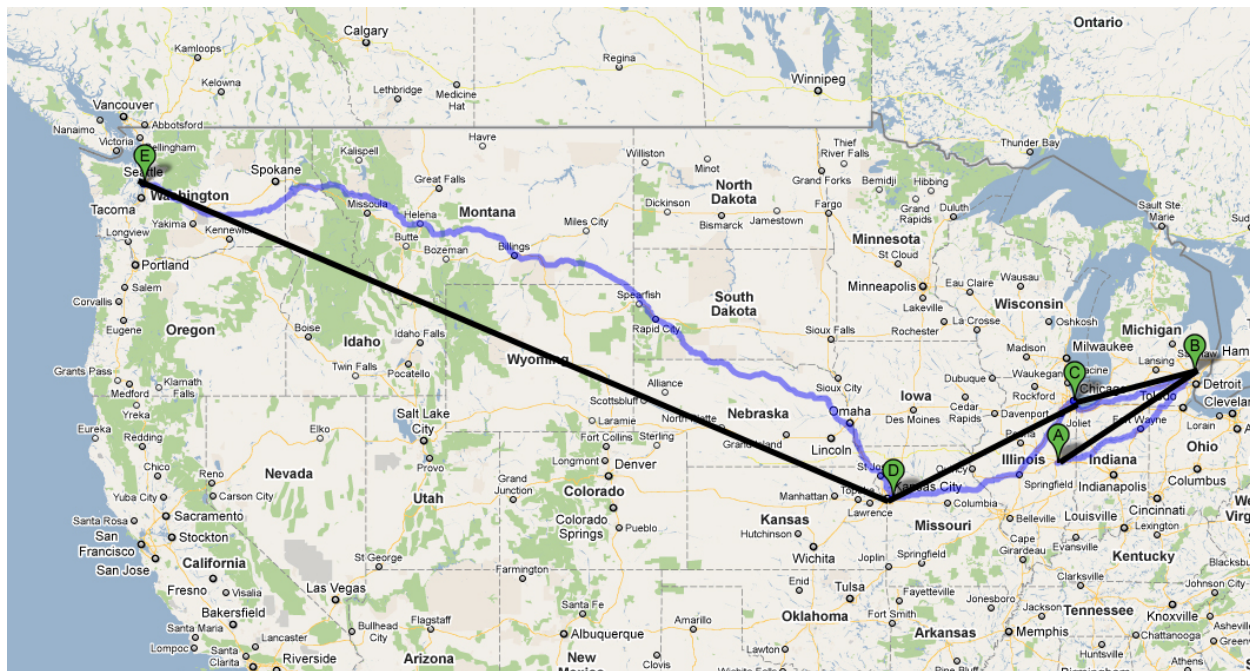 Ontario
Calgary
Kamloops
Regina
Winnipeg
Kelowna
Lethbridge
Medicine
Hat
Vancouver
Nanaimo
Abbotsford
Victoria
Bellingham
Kalispell
Havre
Williston
Minot
Thief
River Falls
Thunder Bay
E
Seattle
Spokane
Great Falls
Grand Forks
Bemidji
Hibbing
Washington
Tacoma
Missoula
Helena
Montana
North
Dakota
Dickinson
Bismarck
Jamestown
Fargo
Grand
Rapids
Duluth
Sault Ste
Marie
Sud
Longview
Yakima
Kennewick
Butte
Bozeman
Miles City
Billings
Minnesota
St Cloud
Portland
Salem
Minneapolis
Eau Claire
Wausau
Corvallis
Eugene
Oregon
Boise
Idaho
Idaho Falls
Spearfish
Rapid City
South
Dakota
Lakeville
Rochester
La Crosse
Wisconsin
Oshkosh
Michigan
Sioux Falls
Madison
Milwaukee
Lansing
B
Ham
Twin Falls
Pocatello
Wyoming
Grants Pass
Klamath
Falls
Medford
Yreka
Alliance
Scottsbluff
Sioux City
Dubuque
Waukegan
Rockford
C
Chicago
Detroit
Toledo
Clevelan
Eureka
Redding
Elko
Salt Lake
City
Laramie
Fort Collins
Sterling
North Platte
Nebraska
Grand Island
Omaha
Iowa
Des Moines
Cedar
Rapids
Davenport
Joliet
Fort Wayne
Lorain
A
Ohio
Lincoln
Peoria
Illinois
Indiana
Chico
Reno
Nevada
Provo
Longmont
Denver
St Jo
D
Kansas City
Quincy
Springfield
Indianapolis
Columbus
Yuba City
Carson City
Utah
Grand
Junction
Colorado
Manhattan
Topeka
Lawrence
Columbia
Cincinnati
Santa Rosa
Sacramento
Stockton
Colorado
Springs
Pueblo
Kansas
Hutchinson
Missouri
Belleville
Louisville
Lexington
We
Virg
San
Francisco
San Jose
California
St George
Wichita
Joplin
Springfield
Cape
Girardeau
Evansville
Kentucky
Fresno
Visalia
Las Vegas
Farmington
Enid
Tulsa
Fayetteville
Jonesboro
Clarksville
Blacksbu
Johnson City
Bakersfield
Santa Maria
Lompoc
Lancaster
Santa
Clarita
Riverside
Bullhead
City
Flagstaff
Arizona
Santa Fe
Albuquerque
New
Amarillo
Clovis
Oklahoma
Lawton
Fort Smith
Arkansas
Jackson
Memphis
Tennessee
Knoxville
Ashevill
Chattanooga
Green
Huntsville
Athens